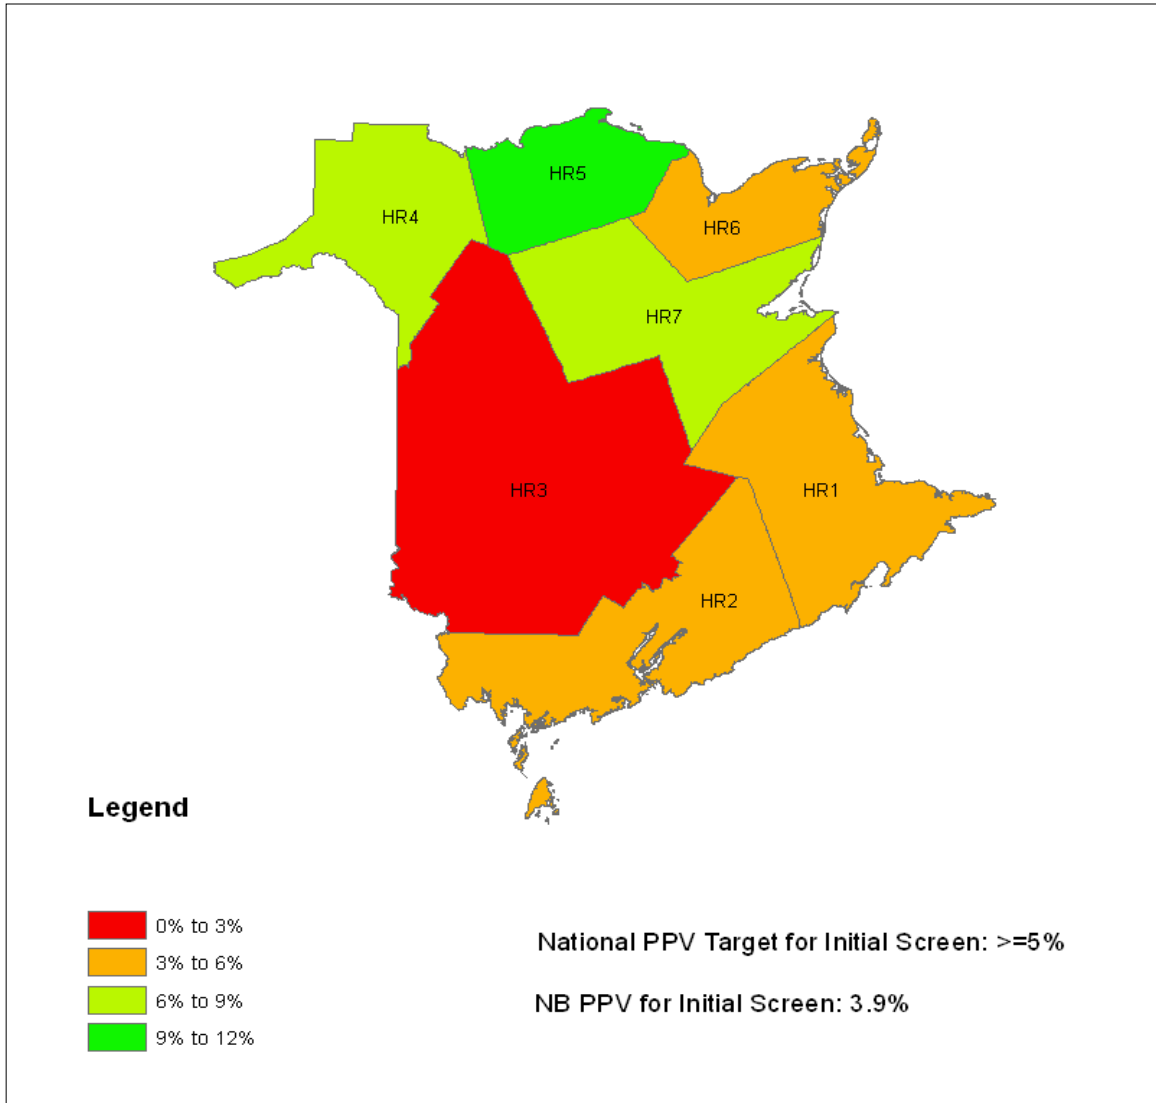 HR5
HR4
HR6
HR7
HR3
HR1
HR2
Legend
0% to 3%
3% to 6%
6% to 9%
9% to 12%
National PPV Target for Initial Screen: >=5%
NB PPV for Initial Screen: 3.9%